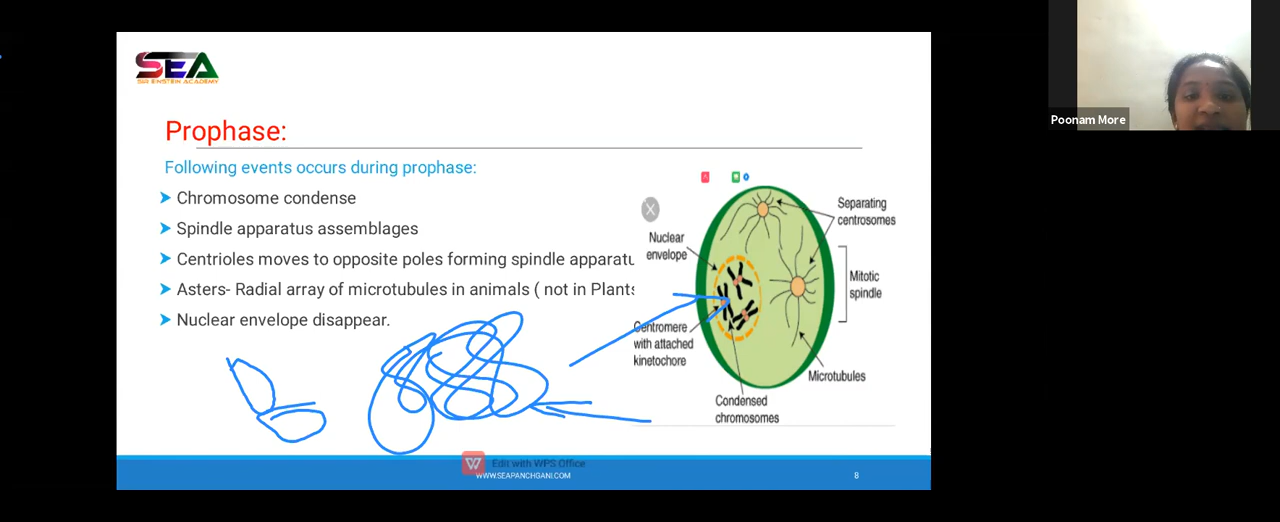 SEA
SUI EINSTEIN ACADEMY
Poonam More
Prophase:
Following events occurs during prophase:
Chromosome condense
Spindle apparatus assemblages
Centrioles moves to opposite poles forming spindle apparatu
Asters- Radial array of microtubules in animals ( not in Plants
Nuclear envelope disappear.
X
Separating
centrosomes
Nuclear
envelope
Mitotic
spindle
Centromere
with attached
kinetochore
Microtubules
Condensed
chromosomes
W
Edit with WPS Office
WWW.SEAPANCHGANI.COM
8